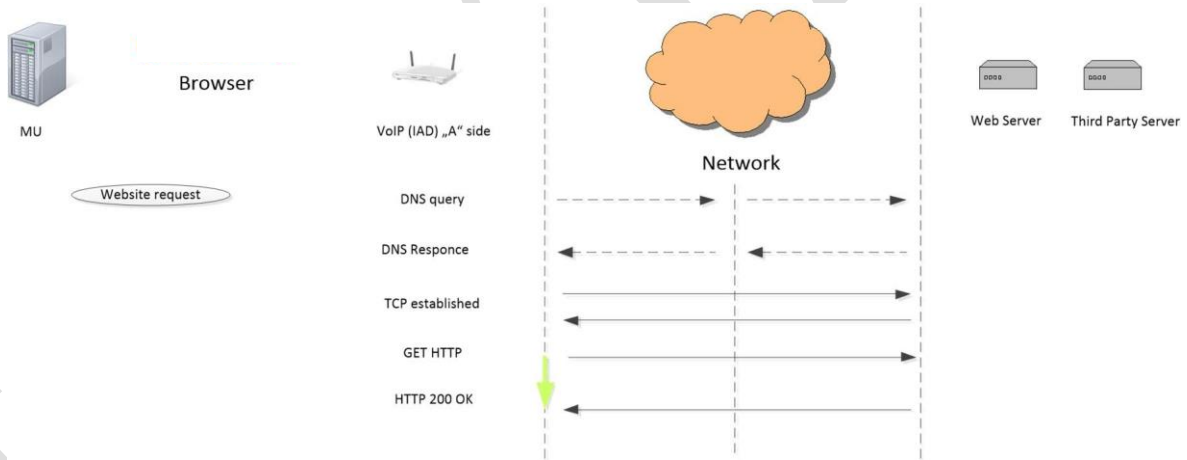 MU
Browser
VoIP (IAD) „A" side
Network
Web Server
Third Party Server
Website request
DNS query
DNS Responce
TCP established
GET HTTP
HTTP 200 OK